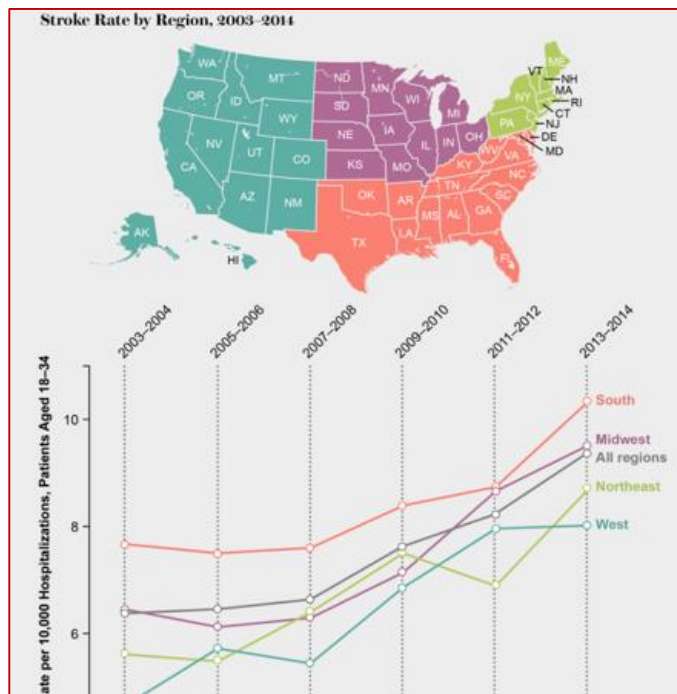 Stroke Rate by Region, 2003–2014
WA
MT
ND
MN
VT
ME
NH
MA
RI
CT
NJ
DE
MD
OR
ID
WY
SD
WI
MI
NY
PA
NV
UT
CO
NE
IA
IL
IN
OH
CA
KS
MO
KY
WV
VA
NC
AZ
NM
OK
AR
TN
SC
MS
AL
GA
LA
TX
FL
AK
HI
2003–2004
2005–2006
2007–2008
2009–2010
2011–2012
2013–2014
ate per 10,000 Hospitalizations, Patients Aged 18–34
10
8
6
South
Midwest
All regions
Northeast
West